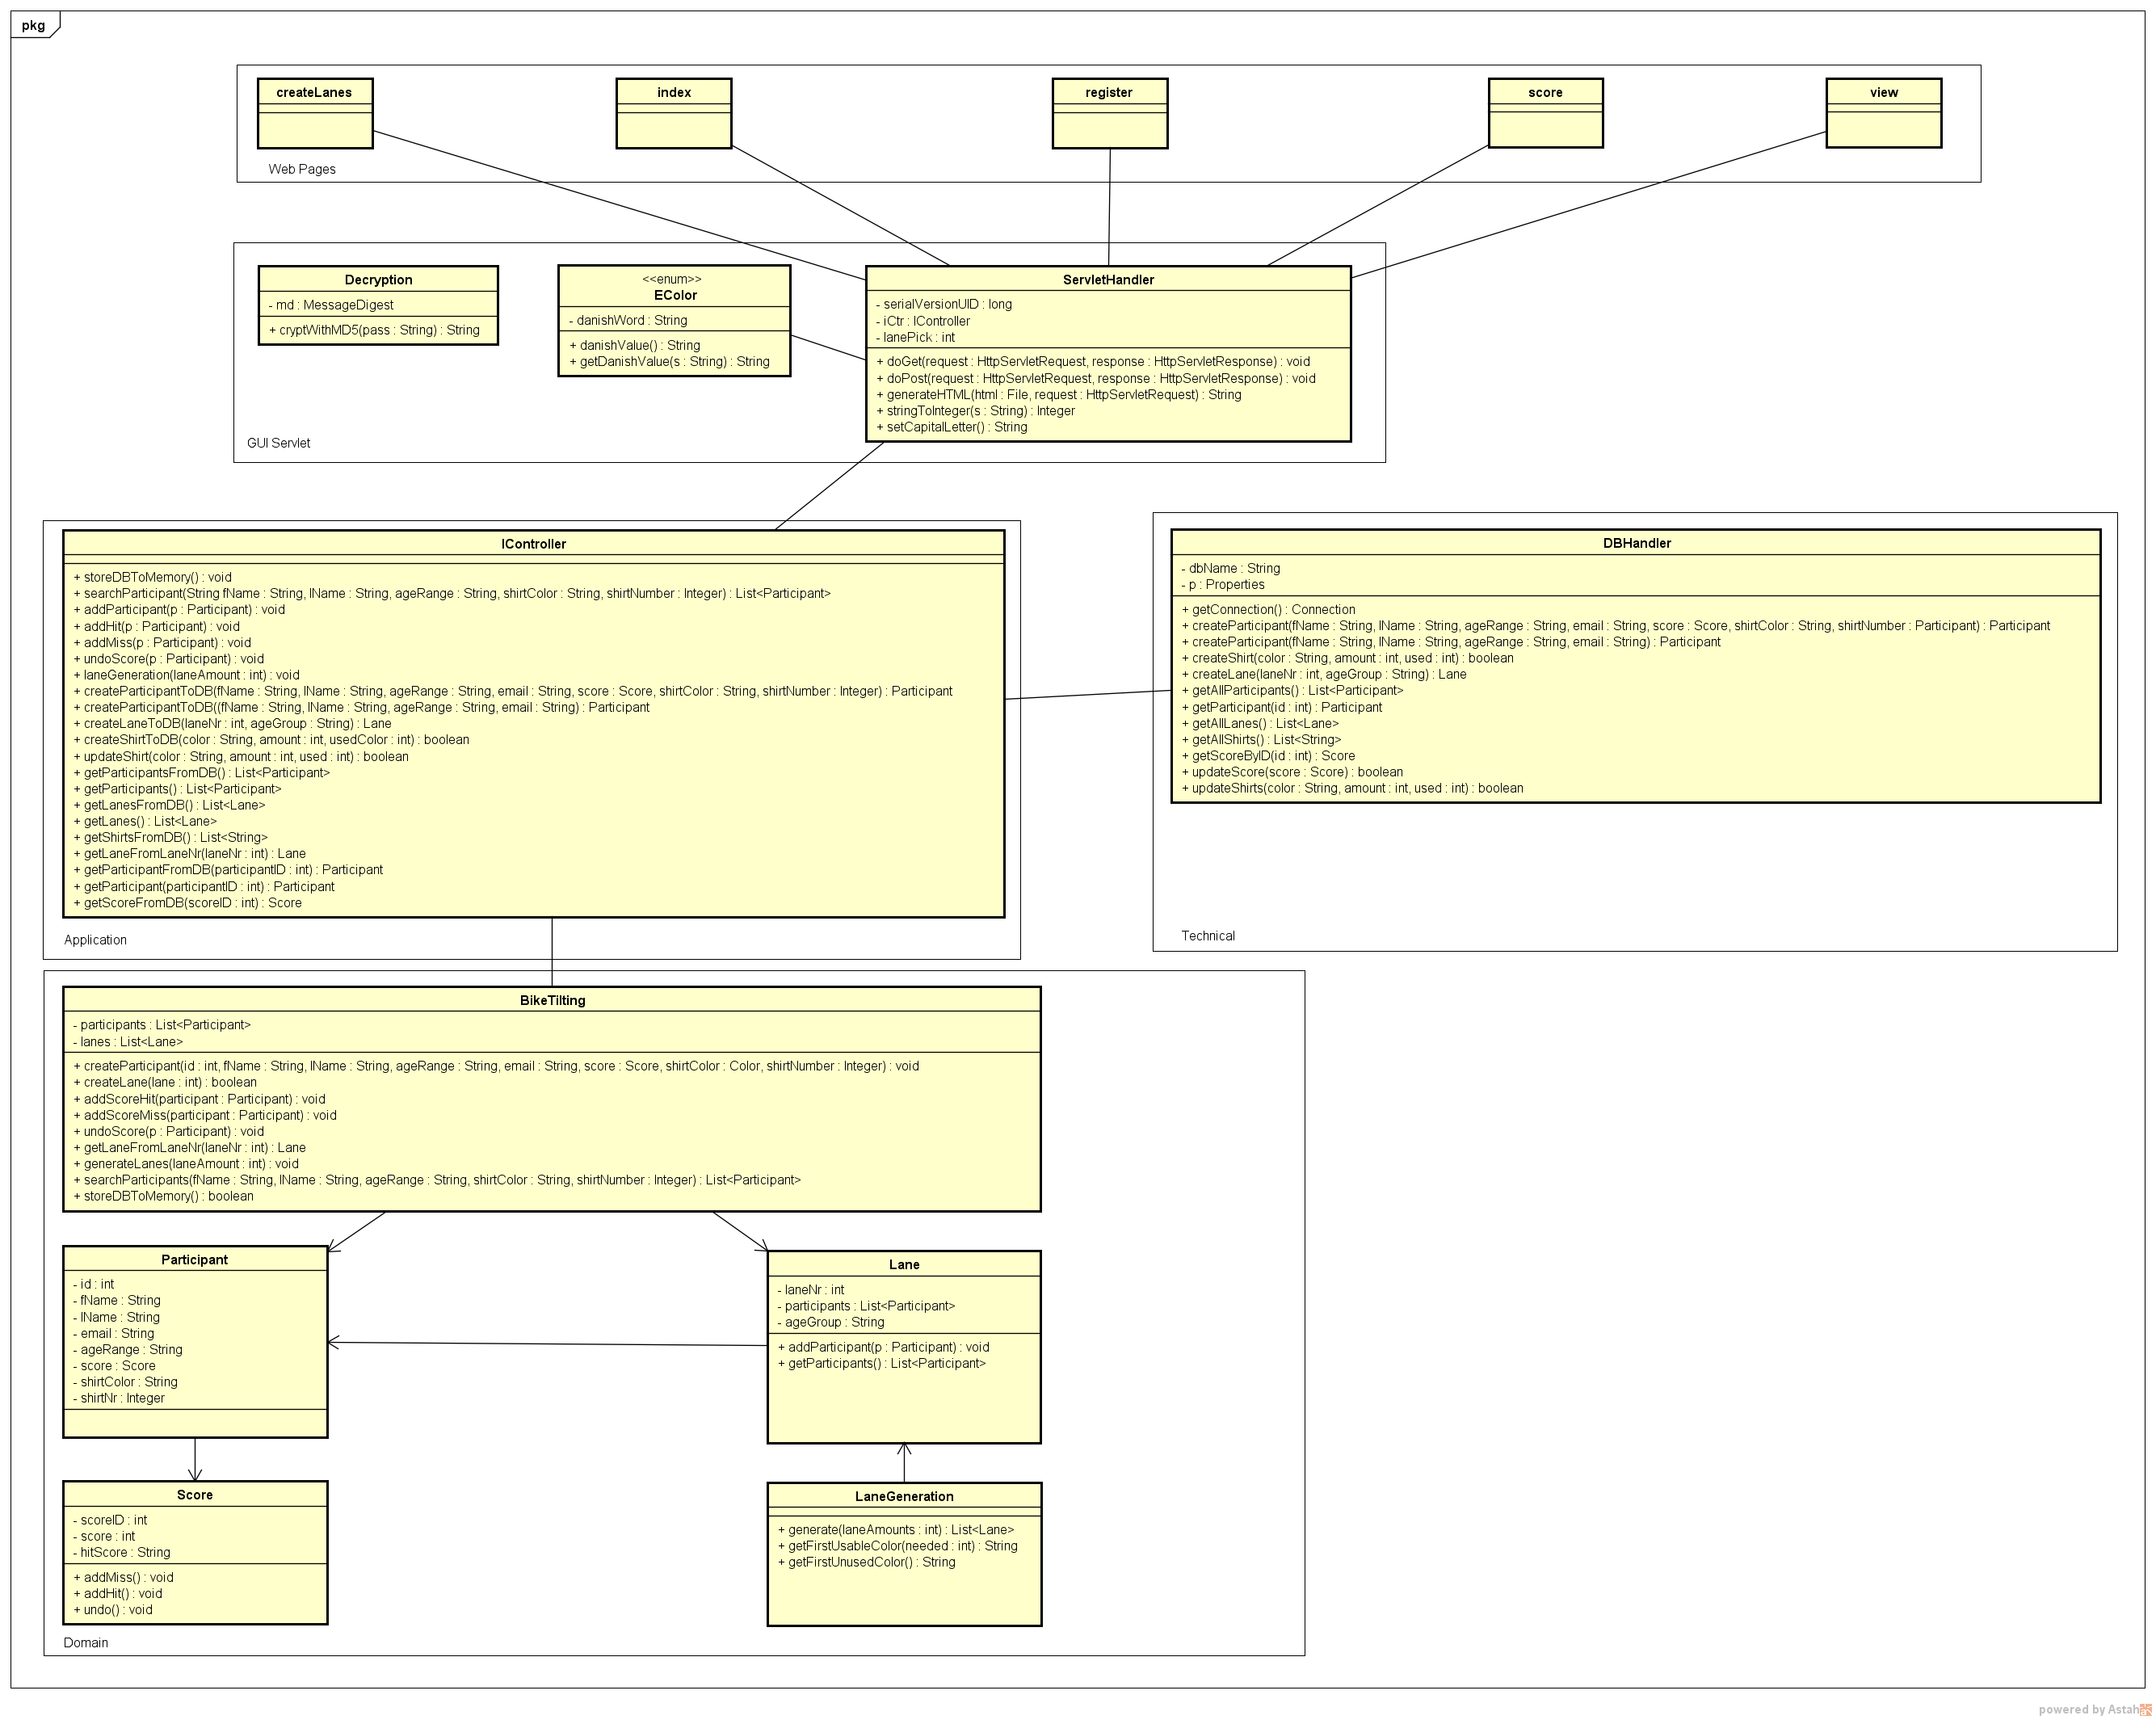 pkg
createLanes
index
register
score
view
Web Pages
Decryption
- md : MessageDigest
+ cryptWithMD5(pass : String) : String
<<enum>>
EColor
- danishWord : String
+ danishValue() : String
+ getDanishValue(s : String) : String
ServletHandler
- serialVersionUID : long
- iCtr : IController
- lanePick : int
+ doGet(request : HttpServletRequest, response : HttpServletResponse) : void
+ doPost(request : HttpServletRequest, response : HttpServletResponse) : void
+ generateHTML(html : File, request : HttpServletRequest) : String
+ stringToInteger(s : String) : Integer
+ setCapitalLetter() : String
GUI Servlet
IController
+ storeDBToMemory() : void
+ searchParticipant(String fName : String, lName : String, ageRange : String, shirtColor : String, shirtNumber : Integer) : List<Participant>
+ addParticipant(p : Participant) : void
+ addHit(p : Participant) : void
+ addMiss(p : Participant) : void
+ undoScore(p : Participant) : void
+ laneGeneration(laneAmount : int) : void
+ createParticipantToDB(fName : String, lName : String, ageRange : String, email : String, score : Score, shirtColor : String, shirtNumber : Integer) : Participant
+ createParticipantToDB((fName : String, lName : String, ageRange : String, email : String) : Participant
+ createLaneToDB(laneNr : int, ageGroup : String) : Lane
+ createShirtToDB(color : String, amount : int, usedColor : int) : boolean
+ updateShirt(color : String, amount : int, used : int) : boolean
+ getParticipantsFromDB() : List<Participant>
+ getParticipants() : List<Participant>
+ getLanesFromDB() : List<Lane>
+ getLanes() : List<Lane>
+ getShirtsFromDB() : List<String>
+ getLaneFromLaneNr(laneNr : int) : Lane
+ getParticipantFromDB(participantID : int) : Participant
+ getParticipant(participantID : int) : Participant
+ getScoreFromDB(scoreID : int) : Score
Application
DBHandler
- dbName : String
- p : Properties
+ getConnection() : Connection
+ createParticipant(fName : String, lName : String, ageRange : String, email : String, score : Score, shirtColor : String, shirtNumber : Participant) : Participant
+ createParticipant(fName : String, lName : String, ageRange : String, email : String) : Participant
+ createShirt(color : String, amount : int, used : int) : boolean
+ createLane(laneNr : int, ageGroup : String) : Lane
+ getAllParticipants() : List<Participant>
+ getParticipant(id : int) : Participant
+ getAllLanes() : List<Lane>
+ getAllShirts() : List<String>
+ getScoreByID(id : int) : Score
+ updateScore(score : Score) : boolean
+ updateShirts(color : String, amount : int, used : int) : boolean
Technical
BikeTilting
- participants : List<Participant>
- lanes : List<Lane>
+ createParticipant(id : int, fName : String, lName : String, ageRange : String, email : String, score : Score, shirtColor : Color, shirtNumber : Integer) : void
+ createLane(lane : int) : boolean
+ addScoreHit(participant : Participant) : void
+ addScoreMiss(participant : Participant) : void
+ undoScore(p : Participant) : void
+ getLaneFromLaneNr(laneNr : int) : Lane
+ generateLanes(laneAmount : int) : void
+ searchParticipants(fName : String, lName : String, ageRange : String, shirtColor : String, shirtNumber : Integer) : List<Participant>
+ storeDBToMemory() : boolean
Participant
- id : int
- fName : String
- lName : String
- email : String
- ageRange : String
- score : Score
- shirtColor : String
- shirtNr : Integer
Lane
- laneNr : int
- participants : List<Participant>
- ageGroup : String
+ addParticipant(p : Participant) : void
+ getParticipants() : List<Participant>
Score
- scoreID : int
- score : int
- hitScore : String
+ addMiss() : void
+ addHit() : void
+ undo() : void
LaneGeneration
+ generate(laneAmounts : int) : List<Lane>
+ getFirstUsableColor(needed : int) : String
+ getFirstUnusedColor() : String
Domain
powered by Astah